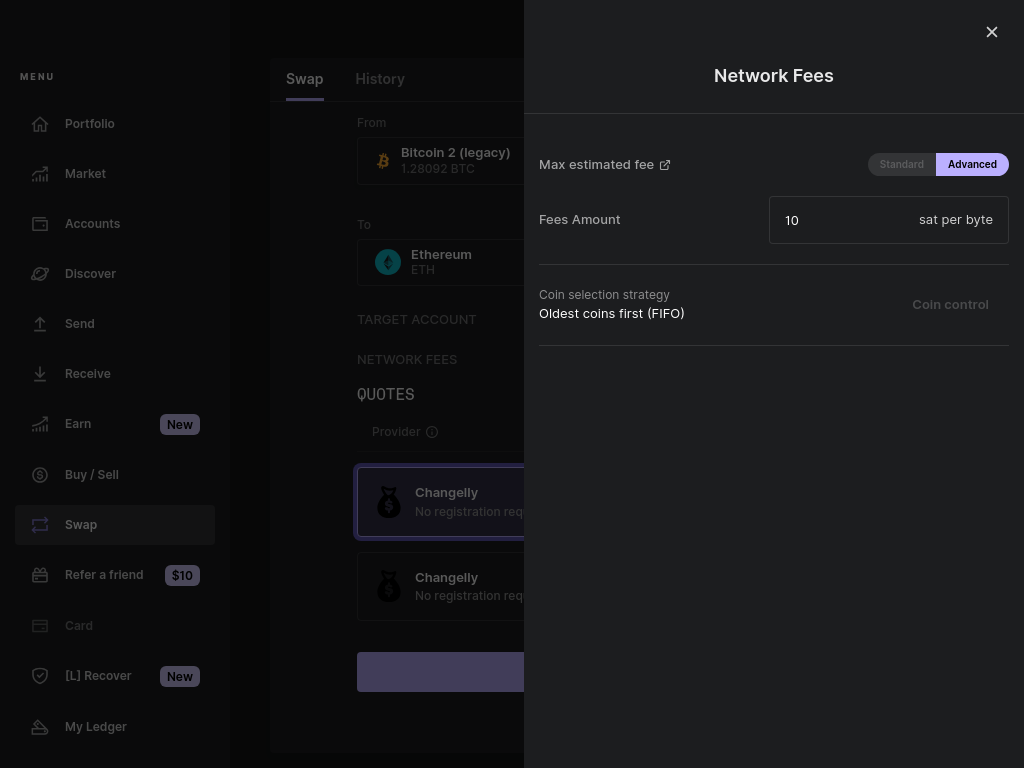 MENU
Portfolio
Market
Accounts
Discover
Send
Receive
Earn New
Buy / Sell
Swap
Refer a friend $10
Card
[L] Recover New
My Ledger
Swap History
From
Bitcoin 2 (legacy)
1.28092 BTC
To
Ethereum
ETH
TARGET ACCOUNT
NETWORK FEES
QUOTES
Provider
Changelly
No registration req
Changelly
No registration req
Network Fees
Max estimated fee Standard Advanced
Fees Amount 10 sat per byte
Coin selection strategy
Oldest coins first (FIFO)
Coin control